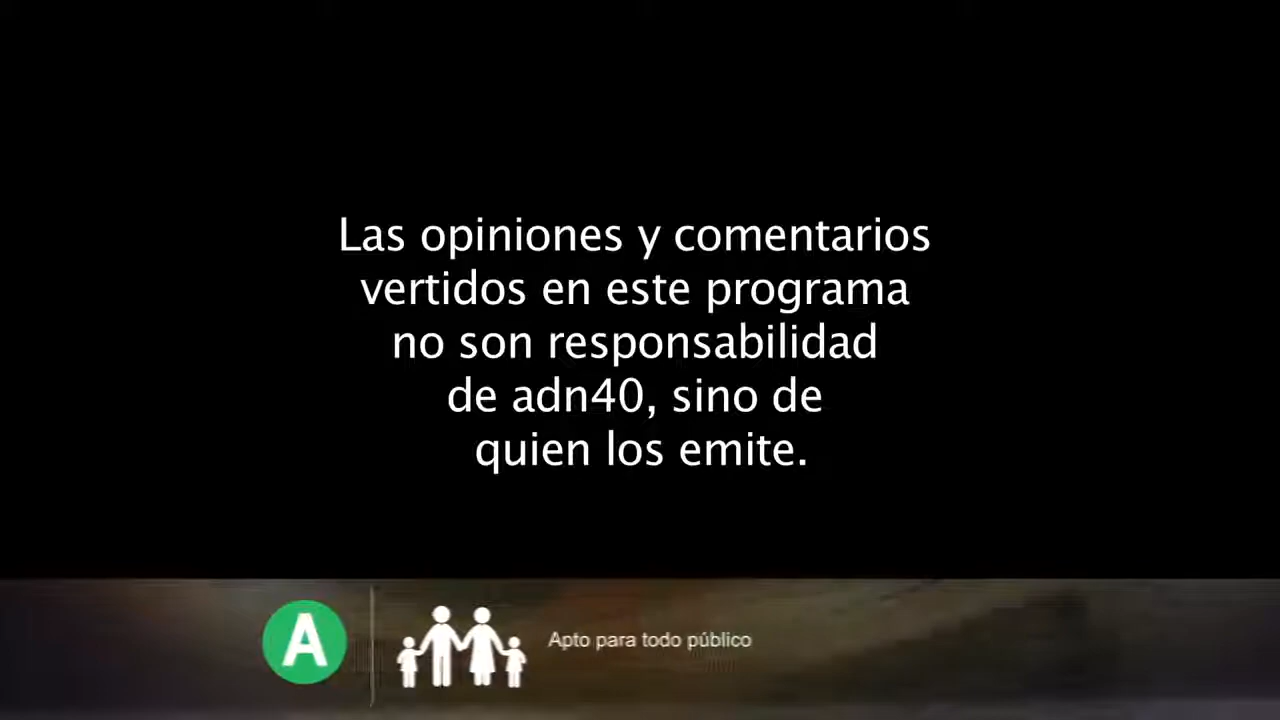 Las opiniones y comentarios
vertidos en este programa
no son responsabilidad
de adn40, sino de
quien los emite.
A
Apto para todo público